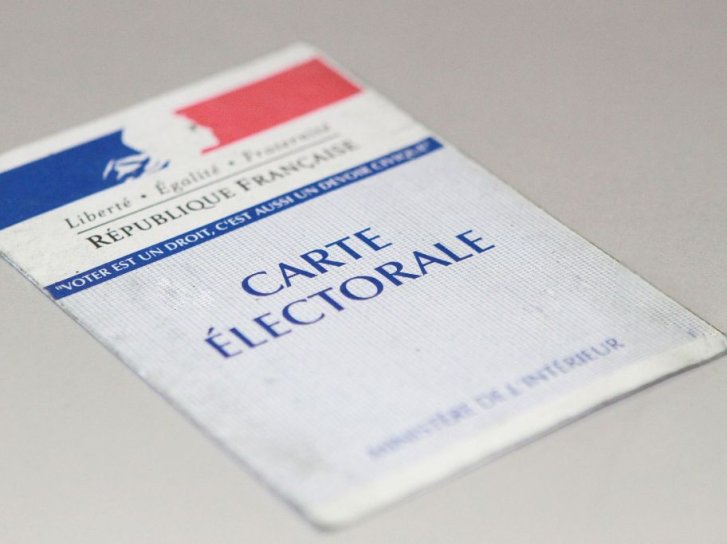 Liberté • Égalité • Fraternité
RÉPUBLIQUE FRANÇAISE
"VOTER EST UN DROIT, C'EST AUSSI UN DEVOIR CIVIQUE"
CARTE
ÉLECTORALE
MINISTÈRE DE L'INTÉRIEUR